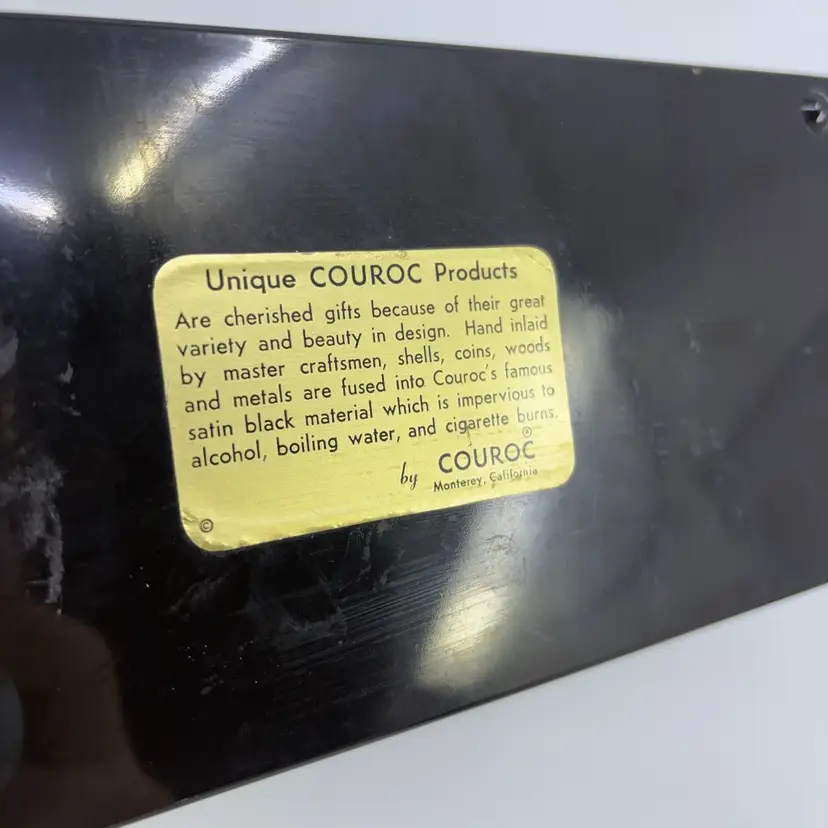 Unique COUROC Products
Are cherished gifts because of their great
variety and beauty in design. Hand inlaid
by master craftsmen, shells, coins, woods
and metals are fused into Couroc's famous
satin black material which is impervious to
alcohol, boiling water, and cigarette burns.
by COUROC®
Monterey, California
©